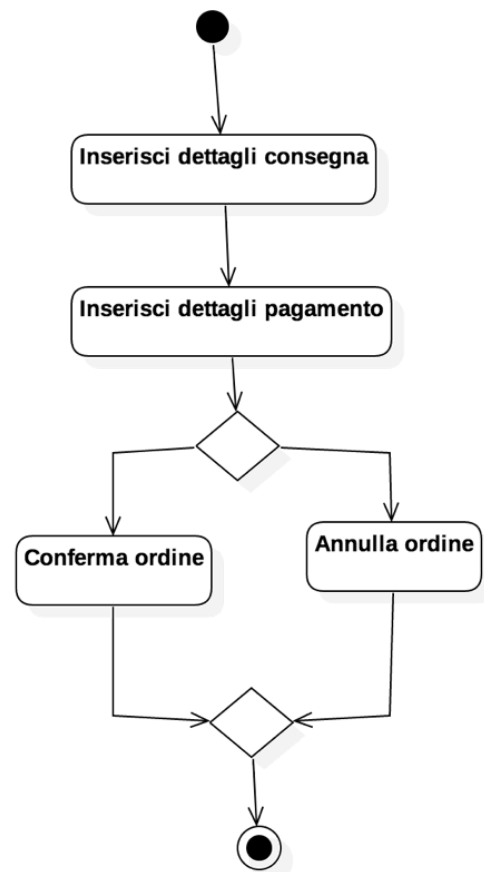 Inserisci dettagli consegna
Inserisci dettagli pagamento
Conferma ordine
Annulla ordine